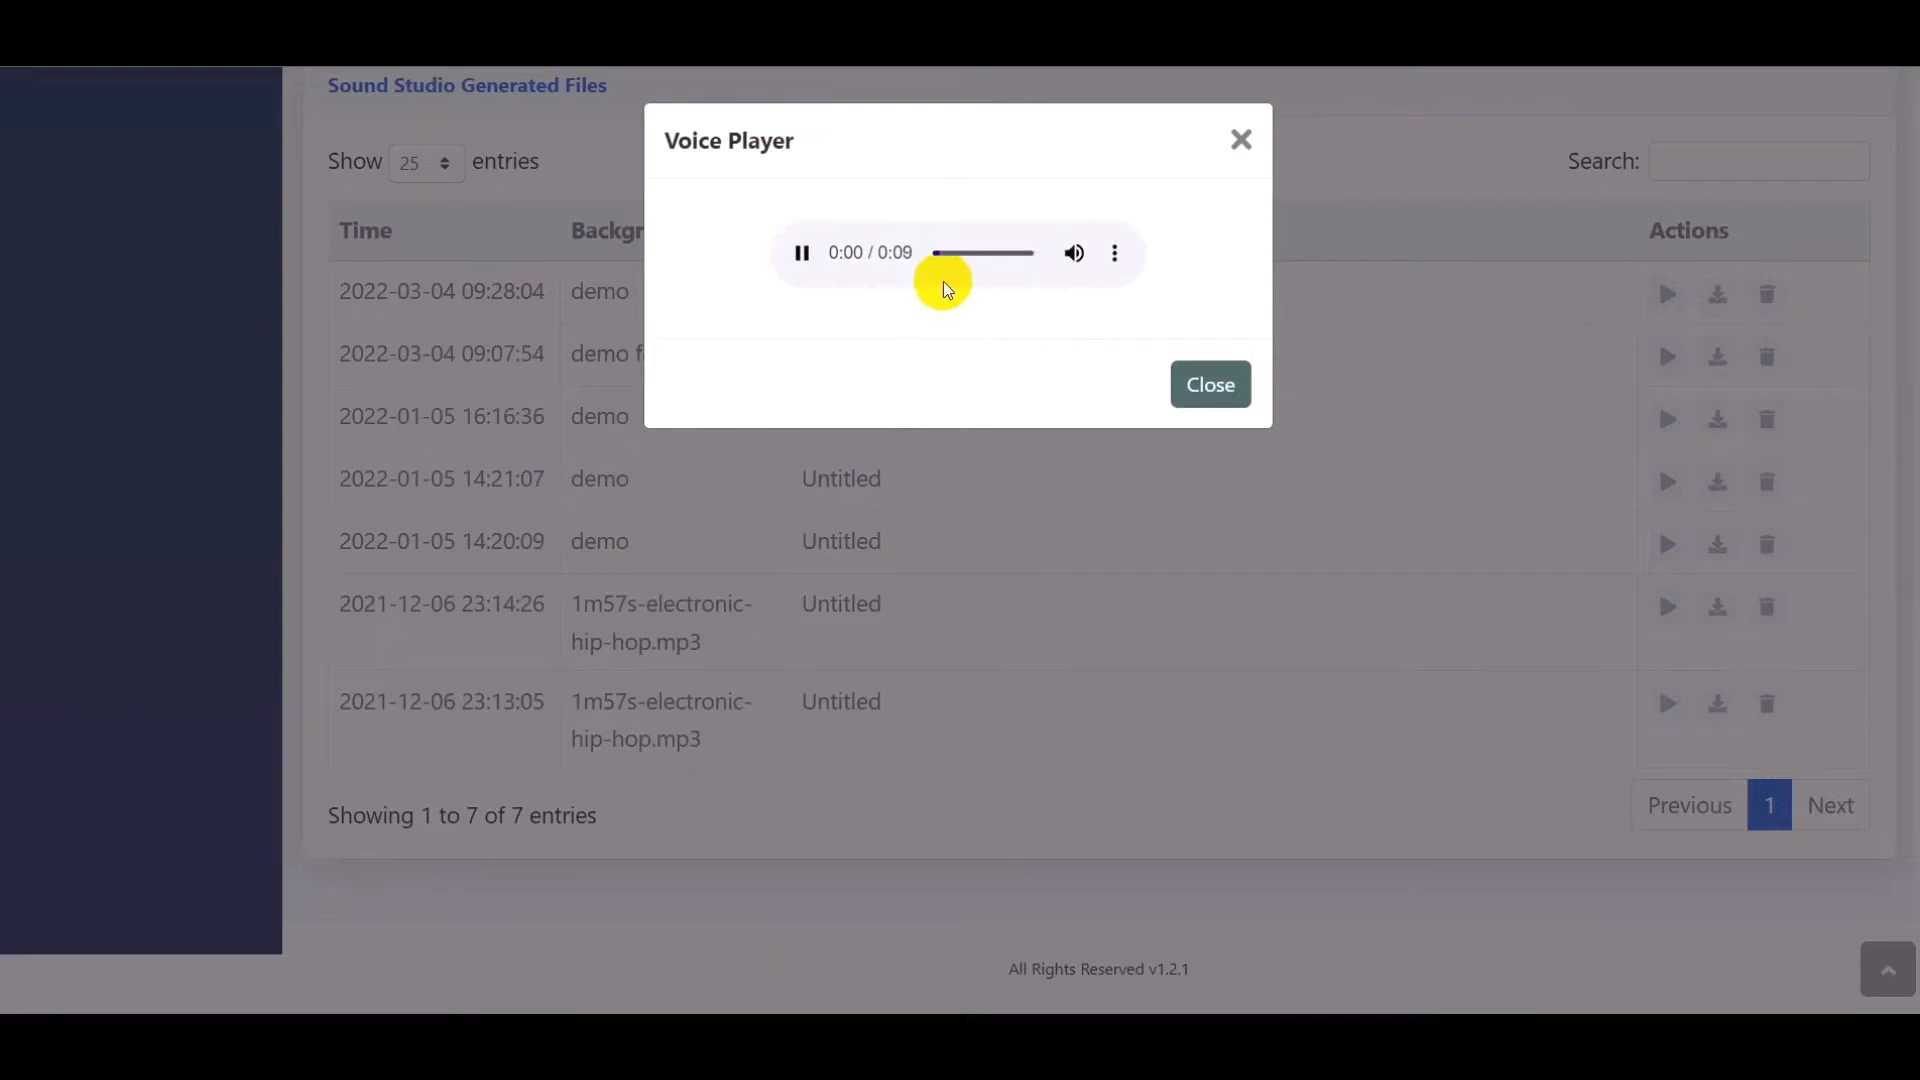 Sound Studio Generated Files
Voice Player
Show 25 entries
Search:
0:00 / 0:09
Close
Time Backgr Actions
2022-03-04 09:28:04 demo
2022-03-04 09:07:54 demo f
2022-01-05 16:16:36 demo
2022-01-05 14:21:07 demo Untitled
2022-01-05 14:20:09 demo Untitled
2021-12-06 23:14:26 1m57s-electronic- Untitled
hip-hop.mp3
2021-12-06 23:13:05 1m57s-electronic- Untitled
hip-hop.mp3
Showing 1 to 7 of 7 entries
Previous 1 Next
All Rights Reserved v1.2.1